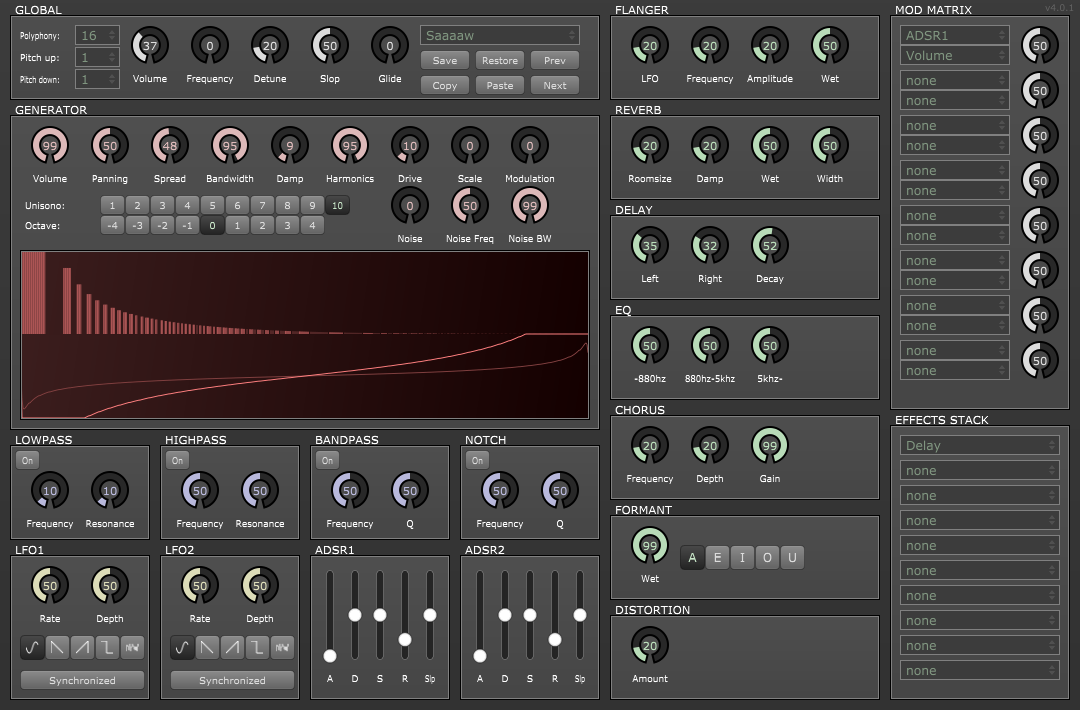 GLOBAL
Polyphony: 16
Pitch up: 1
Pitch down: 1
37 0 20 50 0
Volume Frequency Detune Slop Glide
Saaaaw
Save Restore Prev
Copy Paste Next
GENERATOR
99 50 48 95 9 95 10 0 0
Volume Panning Spread Bandwidth Damp Harmonics Drive Scale Modulation
Unisono: 1 2 3 4 5 6 7 8 9 10
Octave: -4 -3 -2 -1 0 1 2 3 4
0 50 99
Noise Noise Freq Noise BW
LOWPASS
On
10 10
Frequency Resonance
HIGHPASS
On
50 50
Frequency Resonance
BANDPASS
On
50 50
Frequency Q
NOTCH
On
50 50
Frequency Q
LFO1
50 50
Rate Depth
Synchronized
LFO2
50 50
Rate Depth
Synchronized
ADSR1
A D S R Slp
ADSR2
A D S R Slp
FLANGER
20 20 20 50
LFO Frequency Amplitude Wet
REVERB
20 20 50 50
Roomsize Damp Wet Width
DELAY
35 32 52
Left Right Decay
EQ
50 50 50
-880hz 880hz-5khz 5khz-
CHORUS
20 20 99
Frequency Depth Gain
FORMANT
99
Wet
A E I O U
DISTORTION
20
Amount
MOD MATRIX
v4.0.1
ADSR1
Volume
50
none
none
50
none
none
50
none
none
50
none
none
50
none
none
50
none
none
50
none
none
50
EFFECTS STACK
Delay
none
none
none
none
none
none
none
none
none